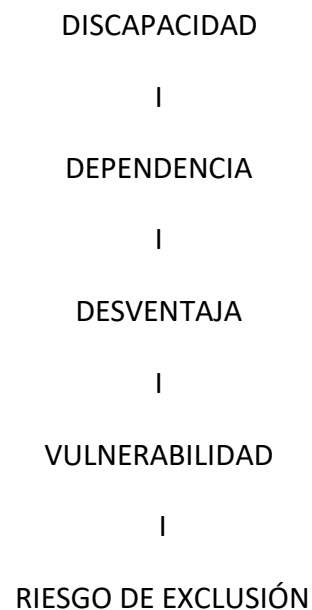 DISCAPACIDAD
I
DEPENDENCIA
I
DESVENTAJA
I
VULNERABILIDAD
I
RIESGO DE EXCLUSIÓN